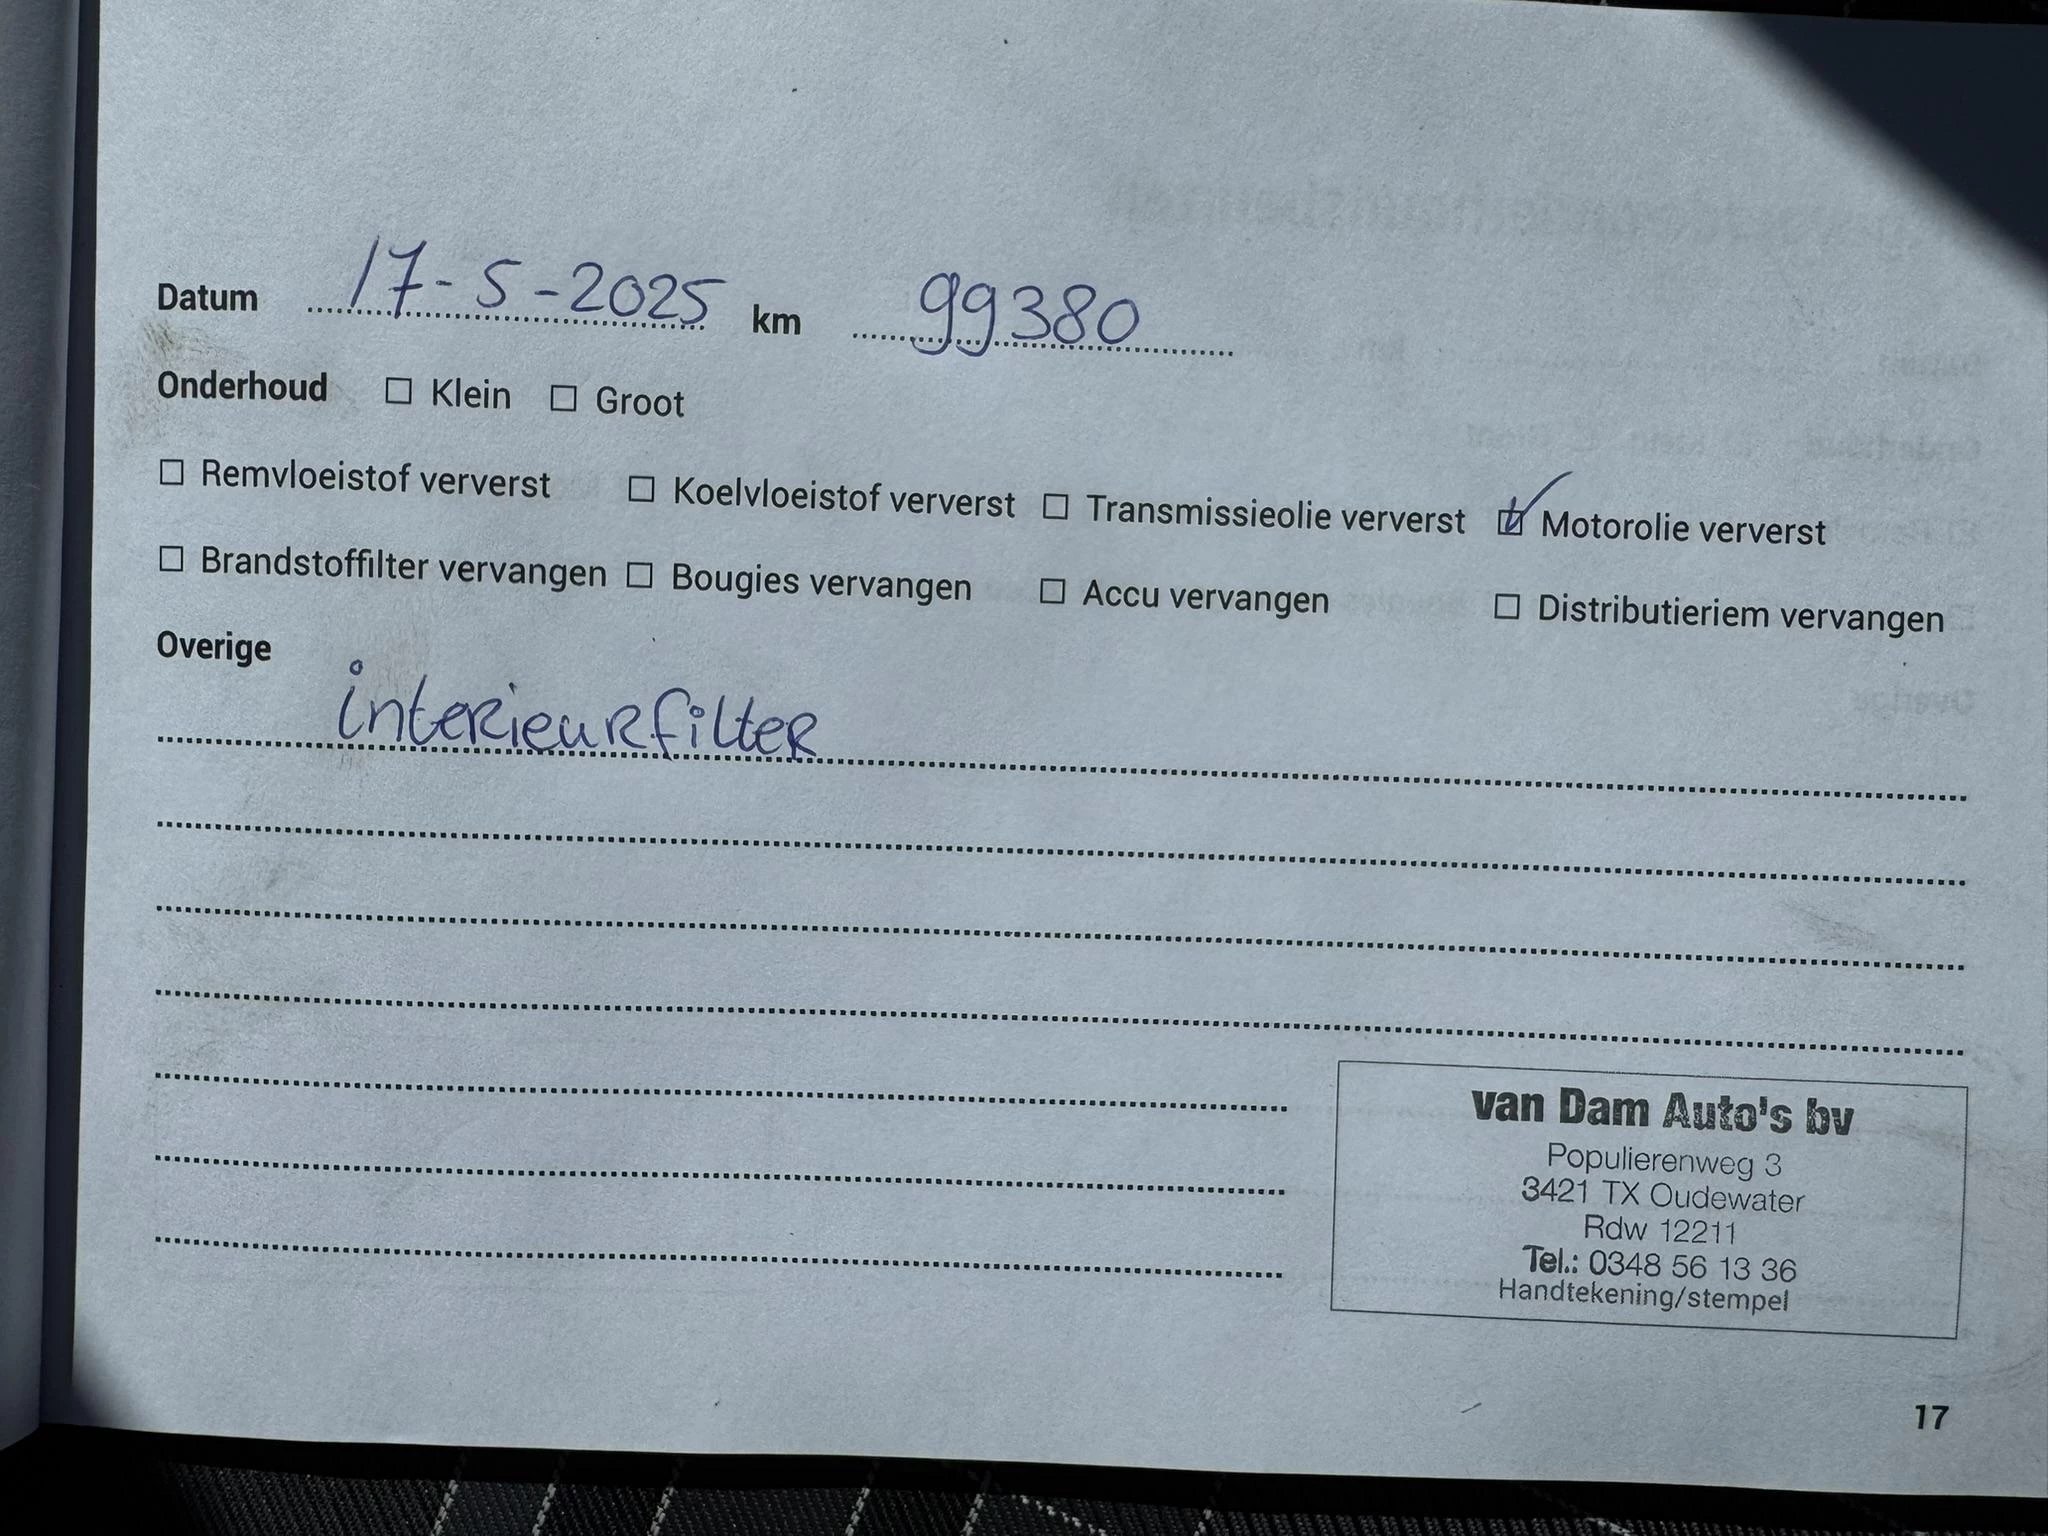 Datum 17-5-2025 km 99380
Onderhoud ☐ Klein ☐ Groot
☐ Remvloeistof ververst ☐ Koelvloeistof ververst ☐ Transmissieolie ververst ☑ Motorolie ververst
☐ Brandstoffilter vervangen ☐ Bougies vervangen ☐ Accu vervangen ☐ Distributieriem vervangen
Overige
interieurfilter
van Dam Auto's bv
Populierenweg 3
3421 TX Oudewater
Rdw 12211
Tel.: 0348 56 13 36
Handtekening/stempel
17